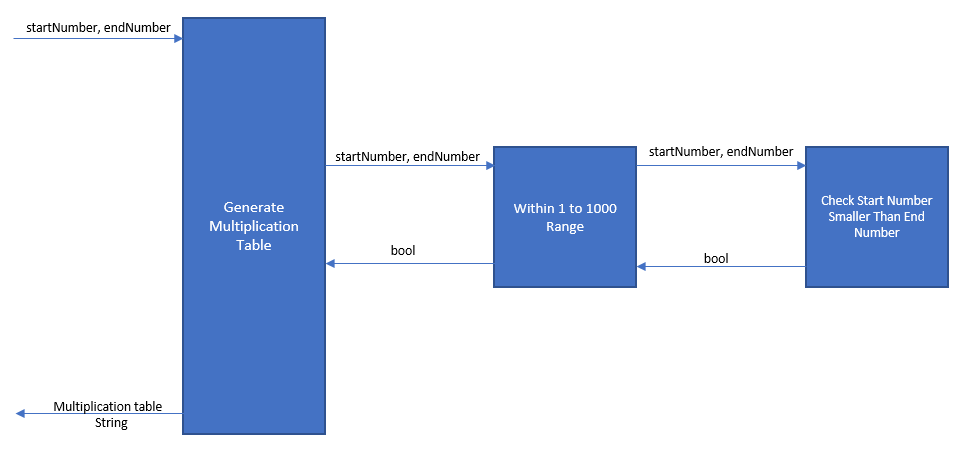 startNumber, endNumber
Generate
Multiplication
Table
startNumber, endNumber
bool
Within 1 to 1000
Range
startNumber, endNumber
bool
Check Start Number
Smaller Than End
Number
Multiplication table
String